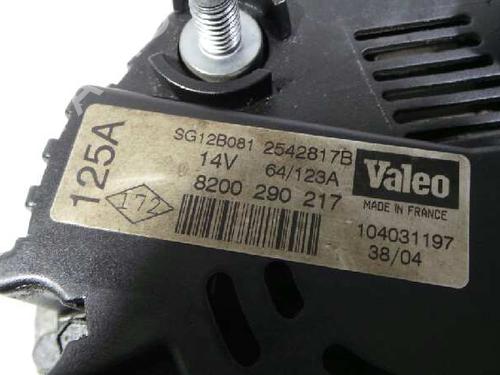 125A
SG12B081 2542817B
14V 64/123A
8200 290 217
172
Valeo
MADE IN FRANCE
104031197
38/04